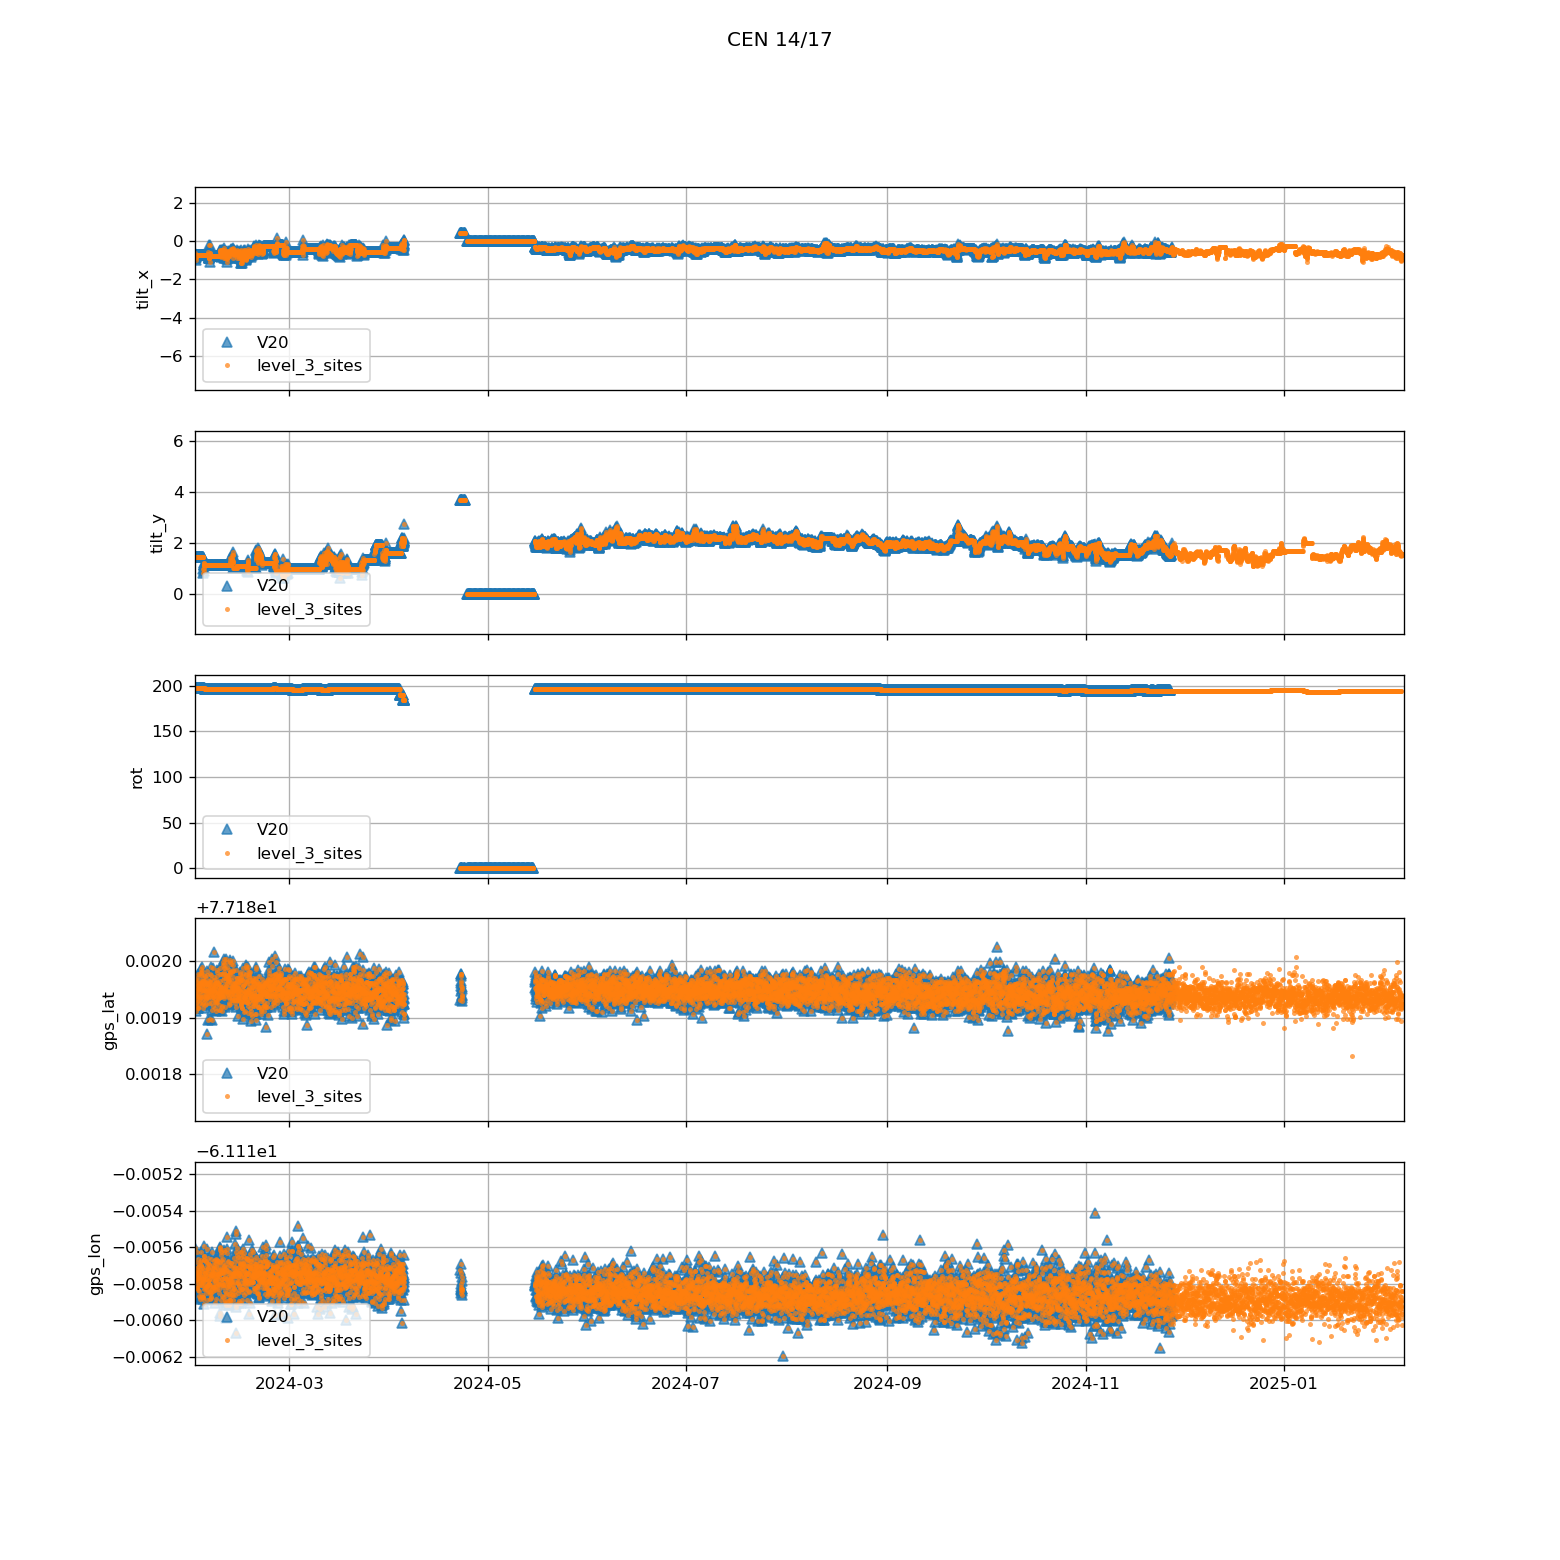 CEN 14/17
2
0
−2
−4
−6
tilt_x
V20
level_3_sites
6
4
2
0
tilt_y
V20
level_3_sites
200
150
100
50
0
rot
V20
level_3_sites
+7.718e1
0.0020
0.0019
0.0018
gps_lat
V20
level_3_sites
−6.111e1
−0.0052
−0.0054
−0.0056
−0.0058
−0.0060
−0.0062
gps_lon
V20
level_3_sites
2024-03 2024-05 2024-07 2024-09 2024-11 2025-01